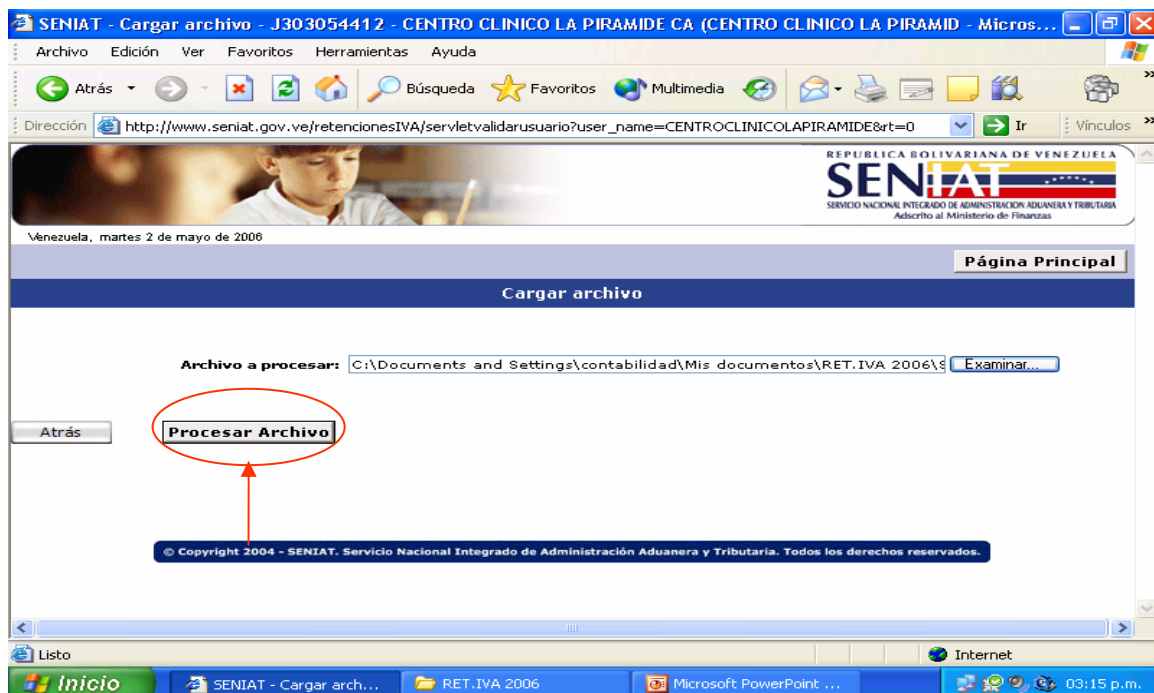 SENIAT - Cargar archivo - J303054412 - CENTRO CLINICO LA PIRAMIDE CA (CENTRO CLINICO LA PIRAMID - Micros...
Archivo Edición Ver Favoritos Herramientas Ayuda
Atrás Búsqueda Favoritos Multimedia
Dirección http://www.seniat.gov.ve/retencionesIVA/servletvalidarusuario?user_name=CENTROCLINICOLAPIRAMIDE&rt=0 Ir Vínculos
REPUBLICA BOLIVARIANA DE VENEZUELA
SENIAT
SERVICIO NACIONAL INTEGRADO DE ADMINISTRACION ADUANERA Y TRIBUTARIA
Adscrito al Ministerio de Finanzas
Venezuela, martes 2 de mayo de 2006
Página Principal
Cargar archivo
Archivo a procesar: C:\Documents and Settings\contabilidad\Mis documentos\RET.IVA 2006\S Examinar...
Atrás Procesar Archivo
© Copyright 2004 - SENIAT. Servicio Nacional Integrado de Administración Aduanera y Tributaria. Todos los derechos reservados.
Listo Internet
Inicio SENIAT - Cargar arch... RET.IVA 2006 Microsoft PowerPoint ... 03:15 p.m.